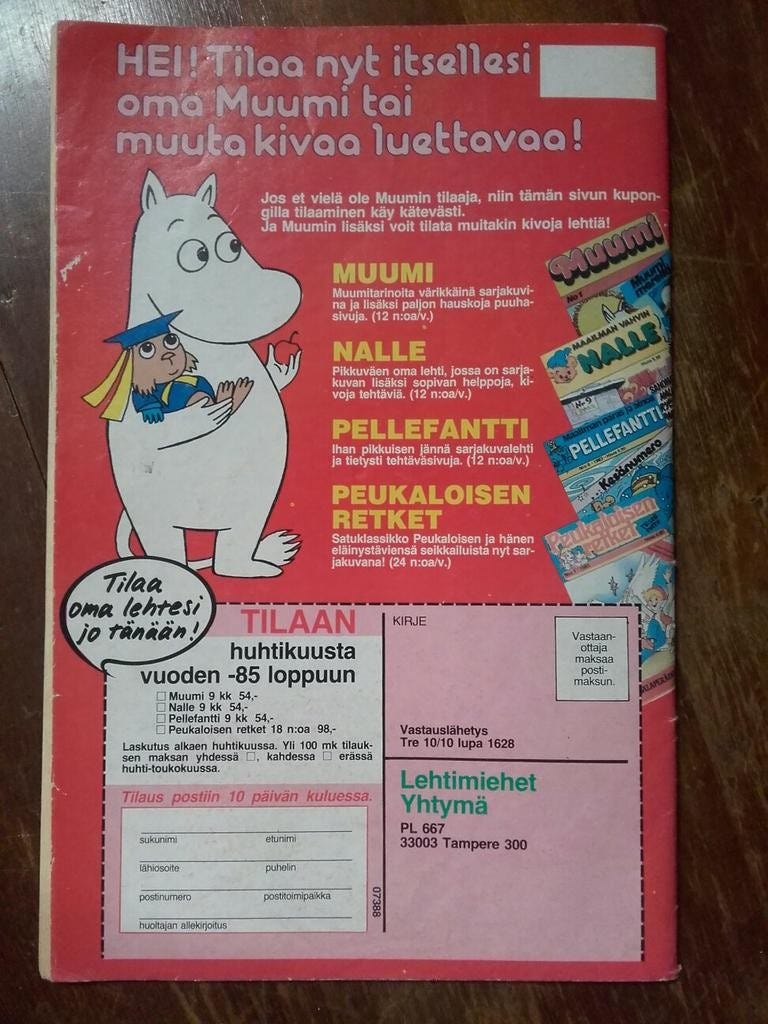 HEI! Tilaa nyt itsellesi
oma Muumi tai
muuta kivaa luettavaa!
Jos et vielä ole Muumin tilaaja, niin tämän sivun kupon-
gilla tilaaminen käy kätevästi.
Ja Muumin lisäksi voit tilata muitakin kivoja lehtiä!
MUUMI
Muumitarinoita värikkäinä sarjakuvi-
na ja lisäksi paljon hauskoja puuha-
sivuja. (12 n:oa/v.)
NALLE
Pikkuväen oma lehti, jossa on sarja-
kuvan lisäksi sopivan helppoja, ki-
voja tehtäviä. (12 n:oa/v.)
PELLEFANTTI
Ihan pikkuisen jännä sarjakuvalehti
ja tietysti tehtäväsivuja. (12 n:oa/v.)
PEUKALOISEN
RETKET
Satuklassikko Peukaloisen ja hänen
eläinystäviensä seikkailuista nyt sar-
jakuvana! (24 n:oa/v.)
Muumi
No 1
Muumi
MAAILMAN VAHVIN
NALLE
Nr 9
PELLEFANTTI
Kesänumero
Peukaloisen
retket
Tilaa
oma lehtesi
jo tänään!
TILAAN
huhtikuusta
vuoden -85 loppuun
☐ Muumi 9 kk 54,-
☐ Nalle 9 kk 54,-
☐ Pellefantti 9 kk 54,-
☐ Peukaloisen retket 18 n:oa 98,-
Laskutus alkaen huhtikuussa. Yli 100 mk tilauk-
sen maksan yhdessä ☐, kahdessa ☐ erässä
huhti-toukokuussa.
Tilaus postiin 10 päivän kuluessa.
sukunimi etunimi
lähiosoite puhelin
postinumero postitoimipaikka
huoltajan allekirjoitus
07388
KIRJE
Vastaan-
ottaja
maksaa
posti-
maksun.
Vastauslähetys
Tre 10/10 lupa 1628
Lehtimiehet
Yhtymä
PL 667
33003 Tampere 300